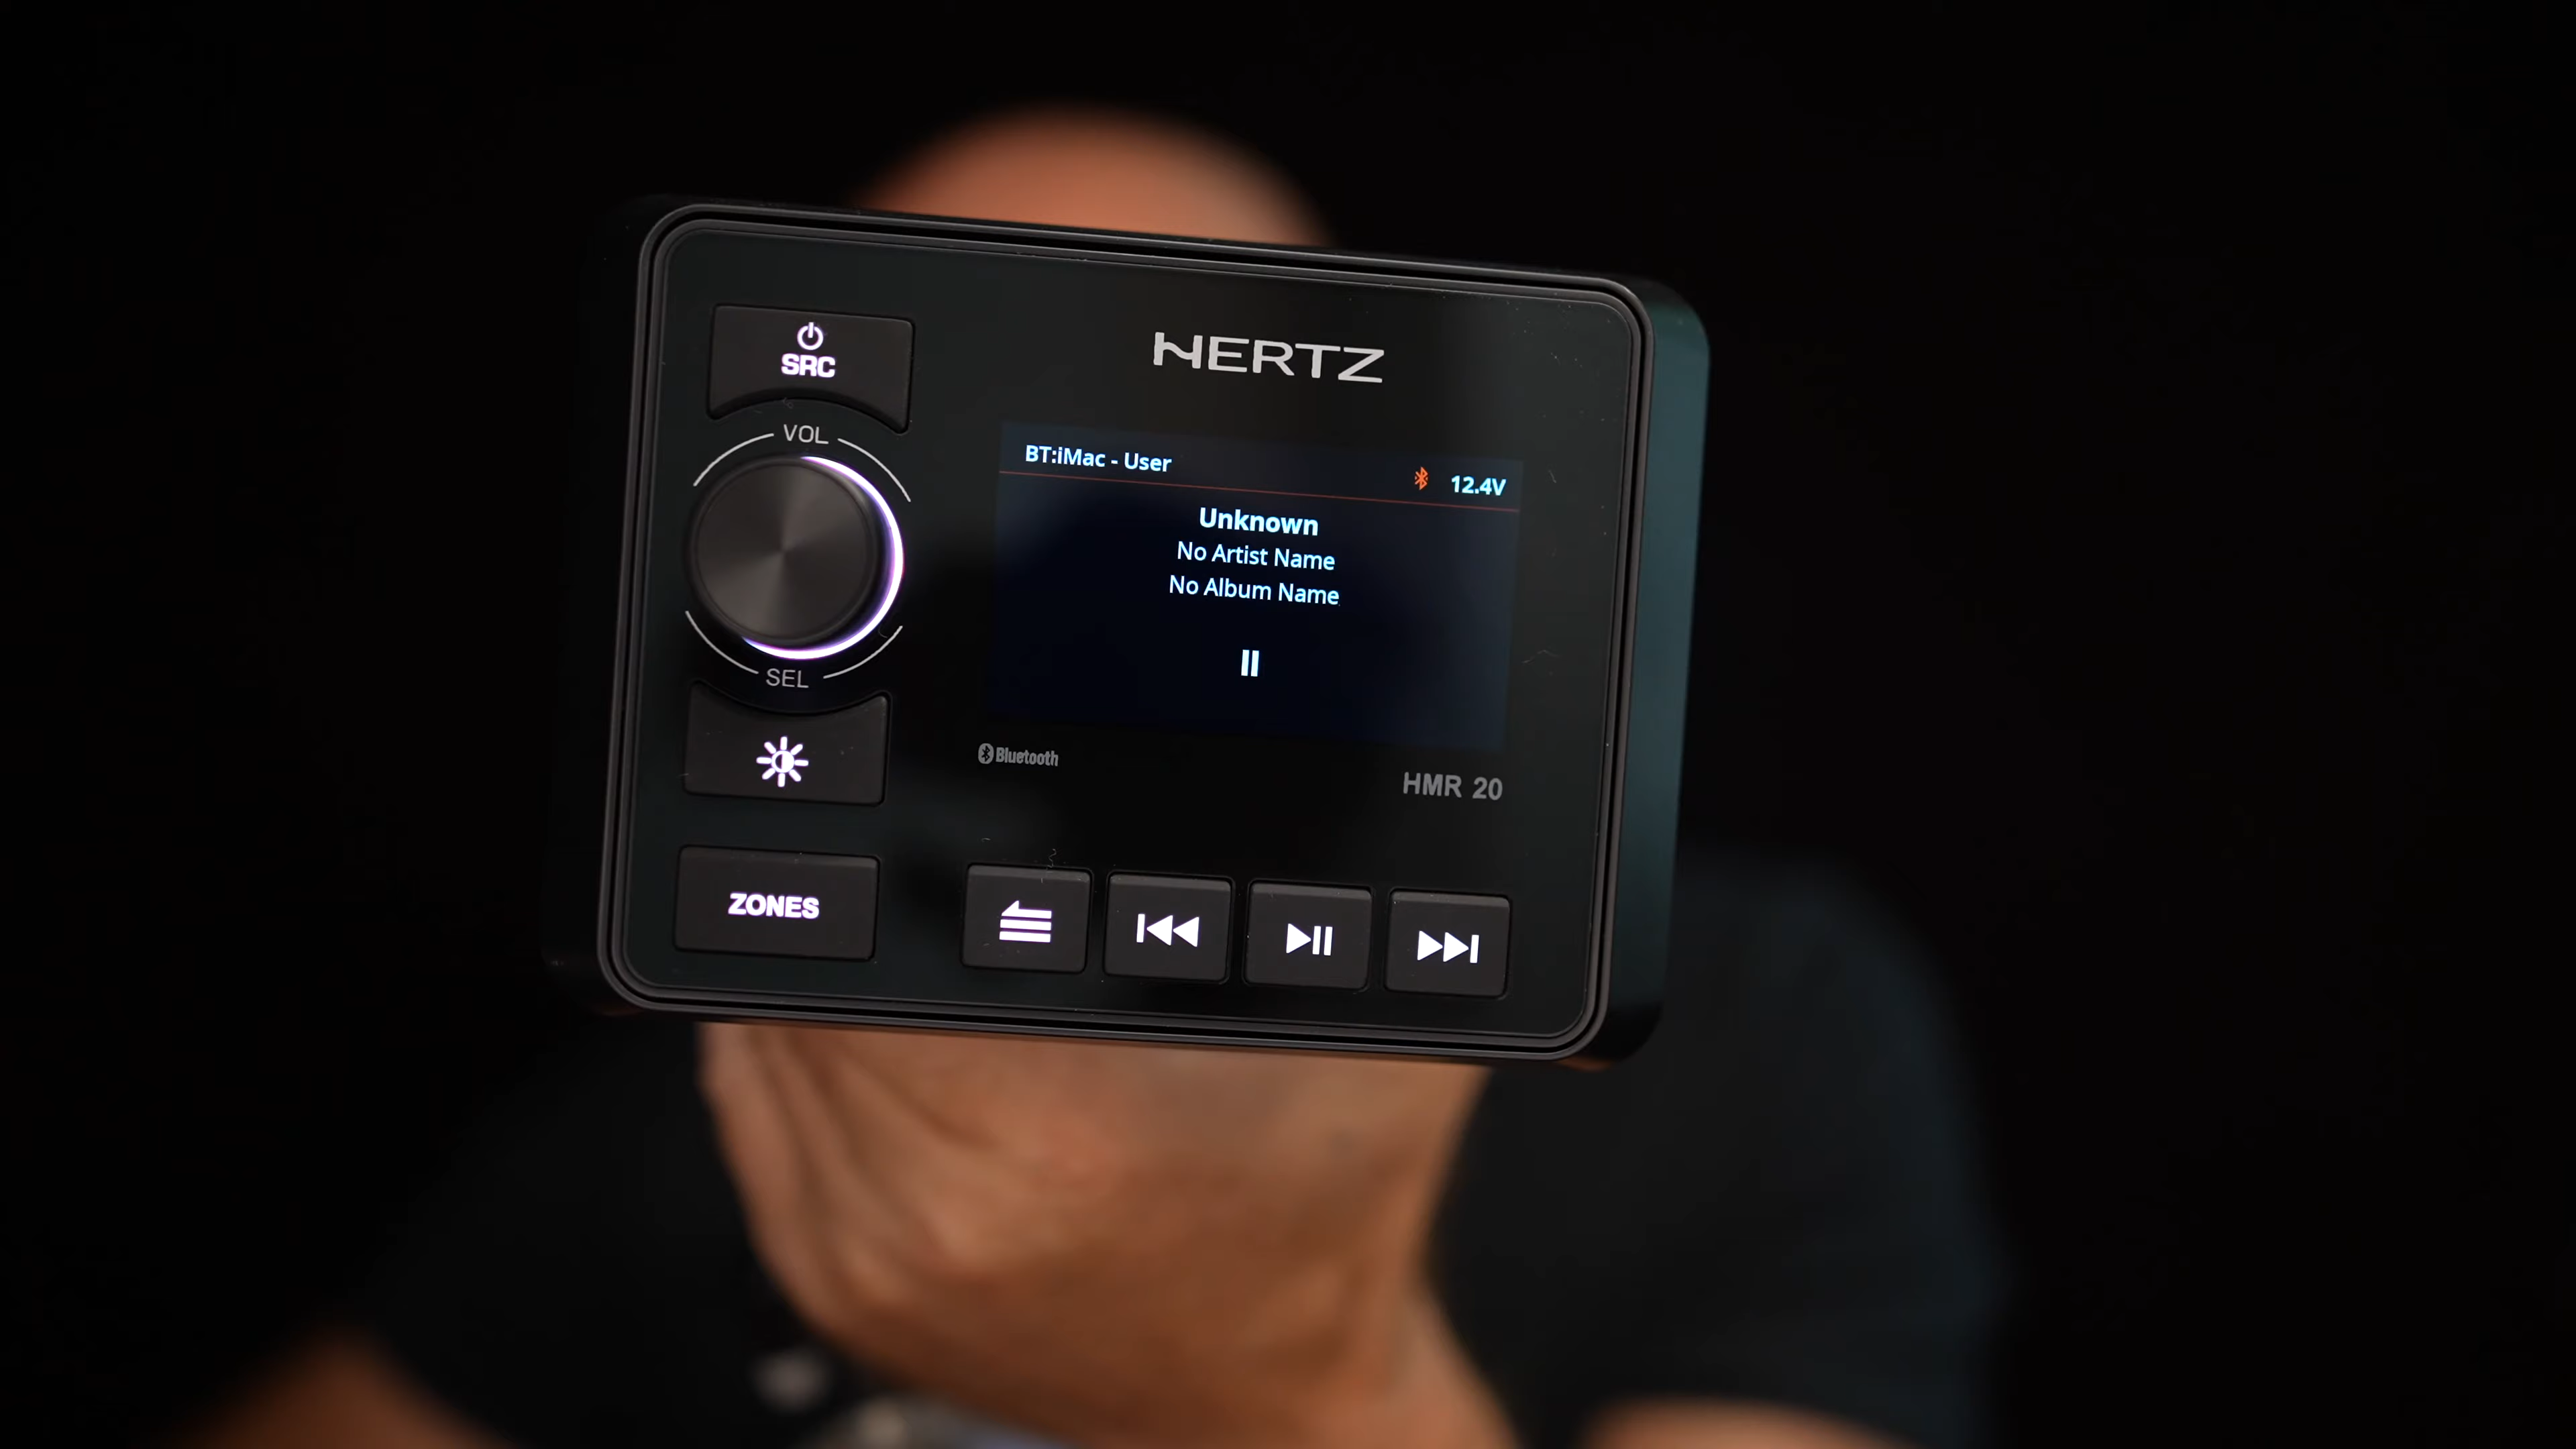 SRC
HERTZ
VOL
BT:iMac - User
12.4V
Unknown
No Artist Name
No Album Name
SEL
Bluetooth
HMR 20
ZONES